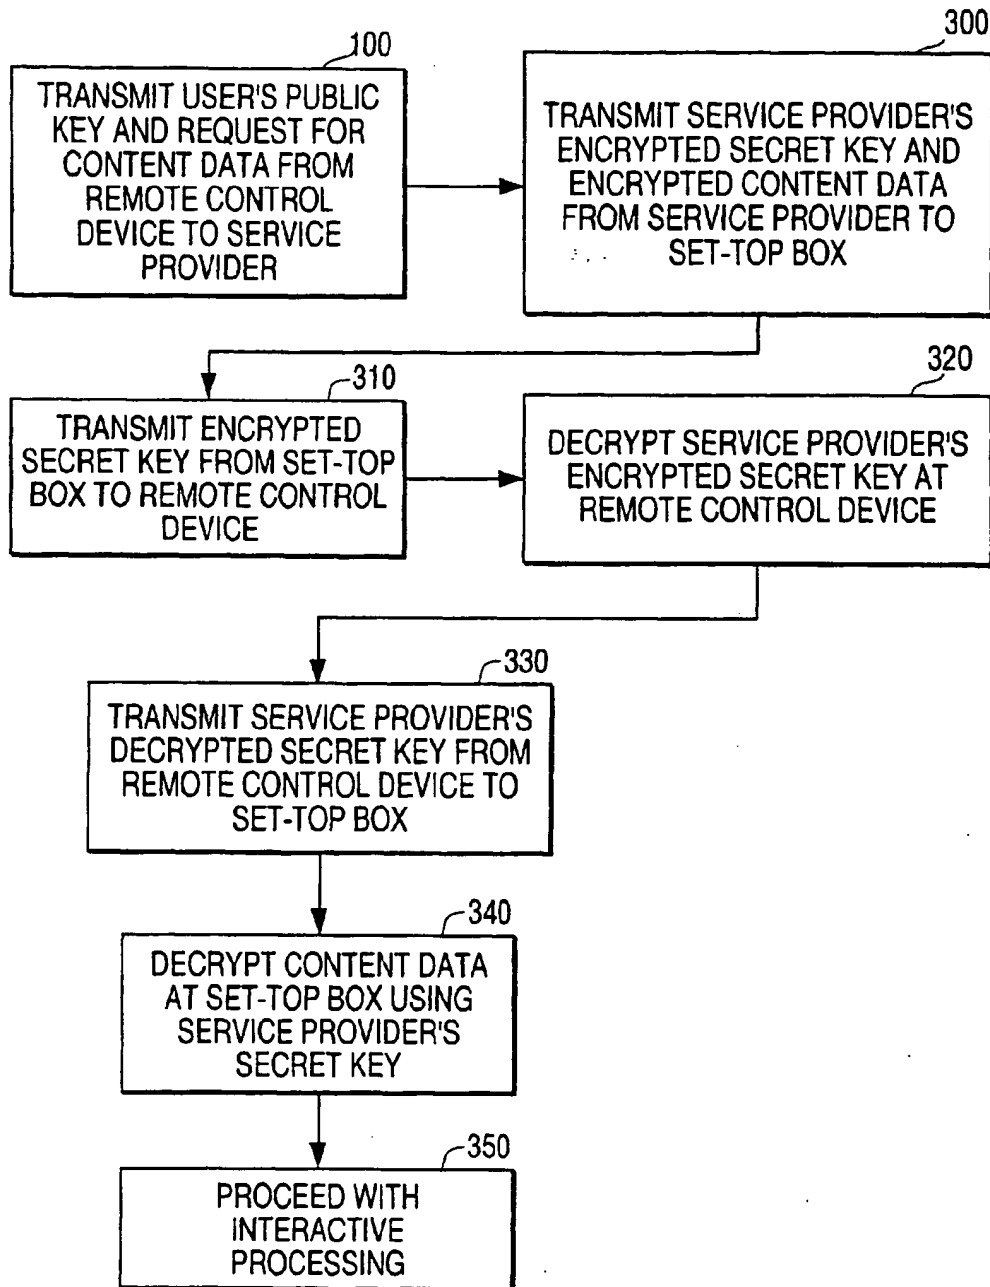 100
TRANSMIT USER'S PUBLIC
KEY AND REQUEST FOR
CONTENT DATA FROM
REMOTE CONTROL
DEVICE TO SERVICE
PROVIDER
300
TRANSMIT SERVICE PROVIDER'S
ENCRYPTED SECRET KEY AND
ENCRYPTED CONTENT DATA
FROM SERVICE PROVIDER TO
SET-TOP BOX
310
TRANSMIT ENCRYPTED
SECRET KEY FROM SET-TOP
BOX TO REMOTE CONTROL
DEVICE
320
DECRYPT SERVICE PROVIDER'S
ENCRYPTED SECRET KEY AT
REMOTE CONTROL DEVICE
330
TRANSMIT SERVICE PROVIDER'S
DECRYPTED SECRET KEY FROM
REMOTE CONTROL DEVICE TO
SET-TOP BOX
340
DECRYPT CONTENT DATA
AT SET-TOP BOX USING
SERVICE PROVIDER'S
SECRET KEY
350
PROCEED WITH
INTERACTIVE
PROCESSING